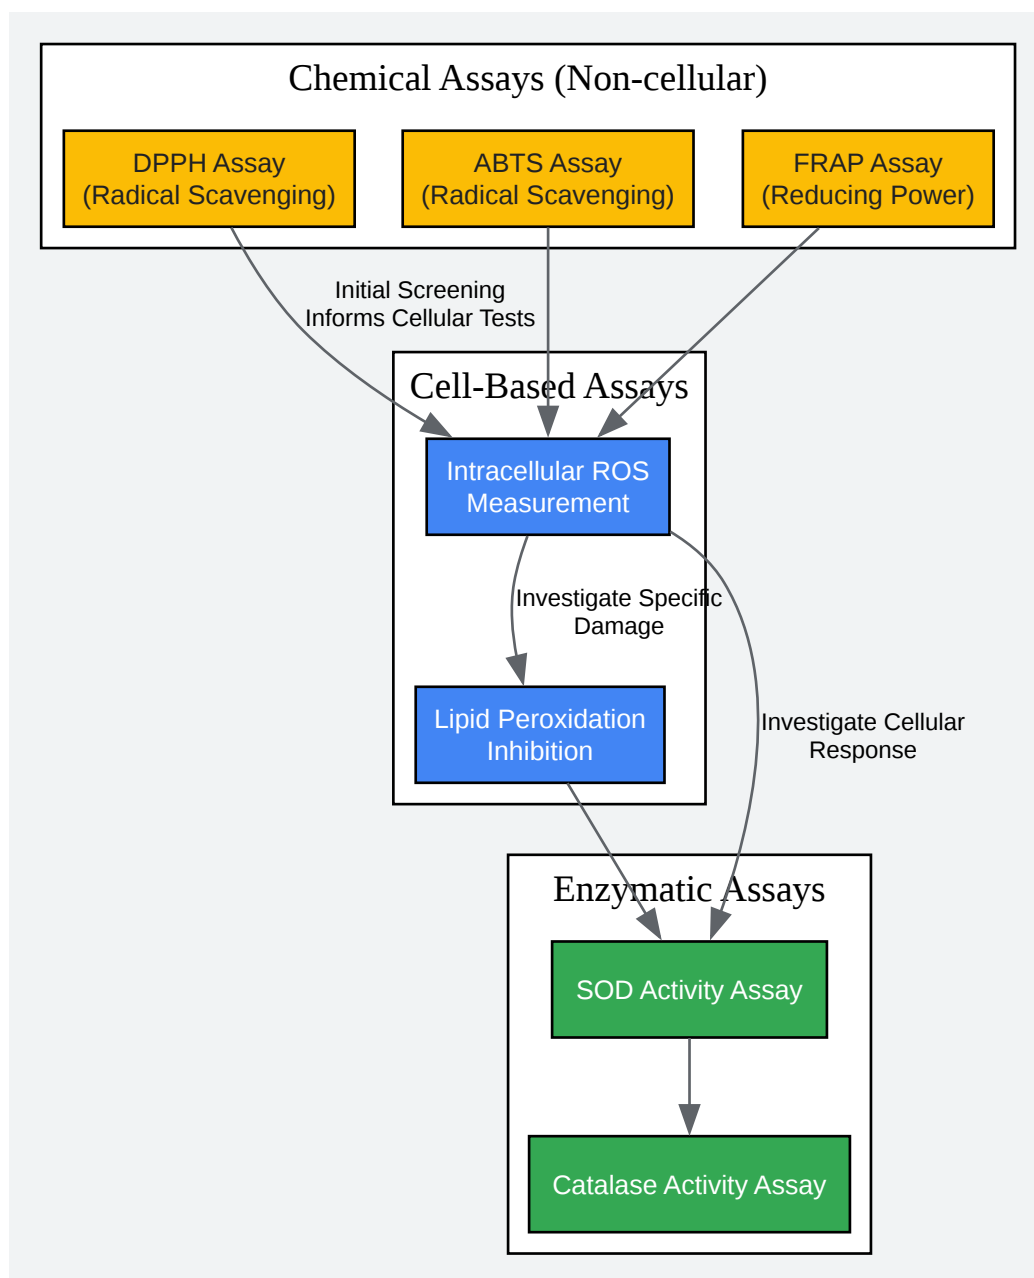 Chemical Assays (Non-cellular)
DPPH Assay
(Radical Scavenging)
ABTS Assay
(Radical Scavenging)
FRAP Assay
(Reducing Power)
Initial Screening
Informs Cellular Tests
Cell-Based Assays
Intracellular ROS
Measurement
Investigate Specific
Damage
Lipid Peroxidation
Inhibition
Investigate Cellular
Response
Enzymatic Assays
SOD Activity Assay
Catalase Activity Assay